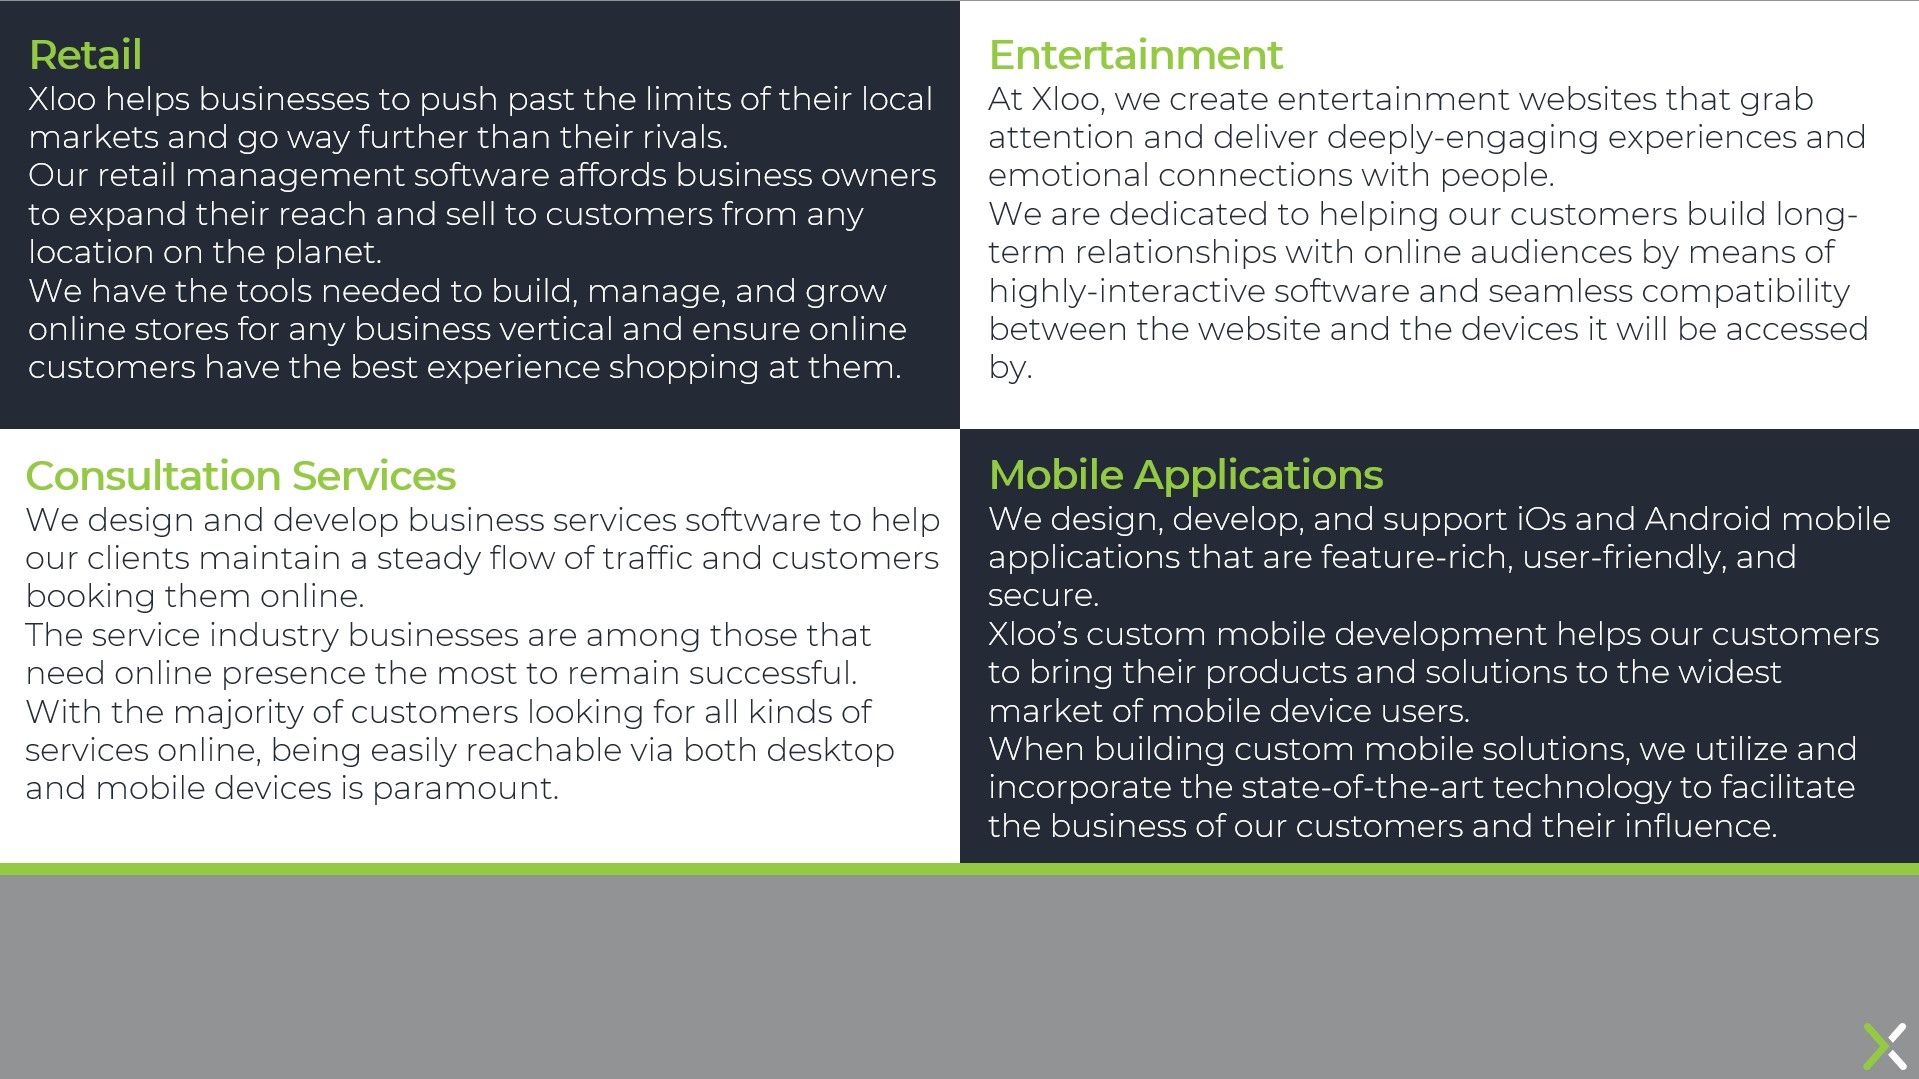 Retail
Xloo helps businesses to push past the limits of their local
markets and go way further than their rivals.
Our retail management software affords business owners
to expand their reach and sell to customers from any
location on the planet.
We have the tools needed to build, manage, and grow
online stores for any business vertical and ensure online
customers have the best experience shopping at them.
Entertainment
At Xloo, we create entertainment websites that grab
attention and deliver deeply-engaging experiences and
emotional connections with people.
We are dedicated to helping our customers build long-
term relationships with online audiences by means of
highly-interactive software and seamless compatibility
between the website and the devices it will be accessed
by.
Consultation Services
We design and develop business services software to help
our clients maintain a steady flow of traffic and customers
booking them online.
The service industry businesses are among those that
need online presence the most to remain successful.
With the majority of customers looking for all kinds of
services online, being easily reachable via both desktop
and mobile devices is paramount.
Mobile Applications
We design, develop, and support iOs and Android mobile
applications that are feature-rich, user-friendly, and
secure.
Xloo’s custom mobile development helps our customers
to bring their products and solutions to the widest
market of mobile device users.
When building custom mobile solutions, we utilize and
incorporate the state-of-the-art technology to facilitate
the business of our customers and their influence.